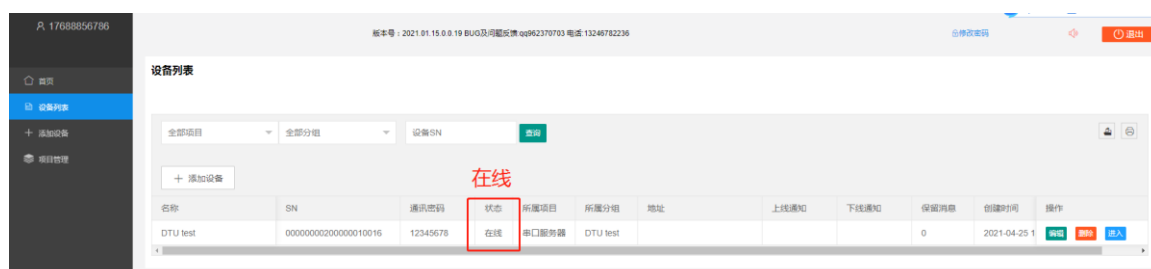 17688856786
版本号：2021.01.15.0.0.19 BUG及问题反馈:qq962370703 电话:13246782236
修改密码
退出
首页
设备列表
添加设备
项目管理
设备列表
全部项目 全部分组 设备SN 查询
+ 添加设备
在线
名称 SN 通讯密码 状态 所属项目 所属分组 地址 上线通知 下线通知 保留消息 创建时间 操作
DTU test 00000000200000010016 12345678 在线 串口服务器 DTU test 0 2021-04-25 1 编辑 删除 进入